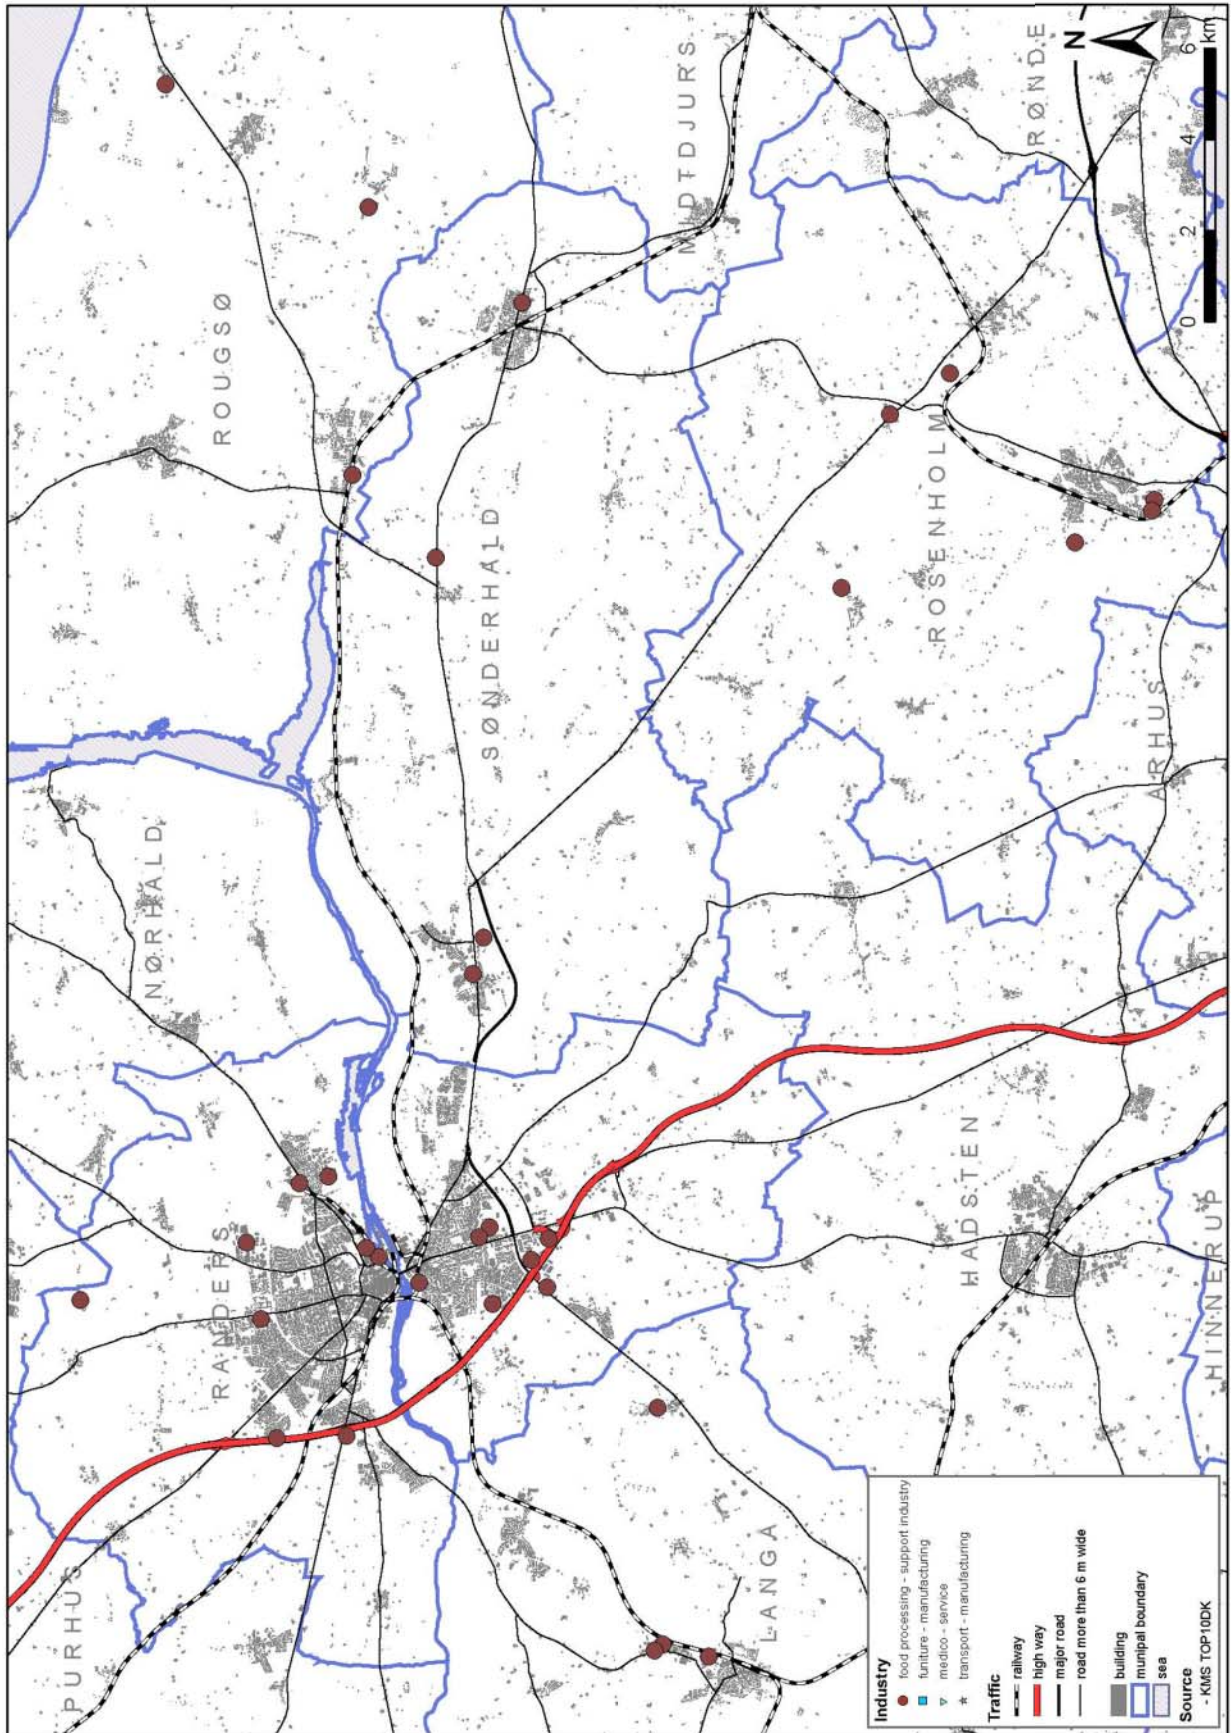 PURHUS
RANDERS
NØRHALD
ROUGSØ
SØNDERHALD
MIDTDJURS
LANGA
HADSTEN
ROSENHOLM
RØNDE
ARHUS
HINNERUP
N
0 2 4 6 km
Industry
food processing - support industry
funiture - manufacturing
medico - service
transport - manufacturing
Traffic
railway
high way
major road
road more than 6 m wide
building
munipal boundary
sea
Source
- KMS TOP10DK